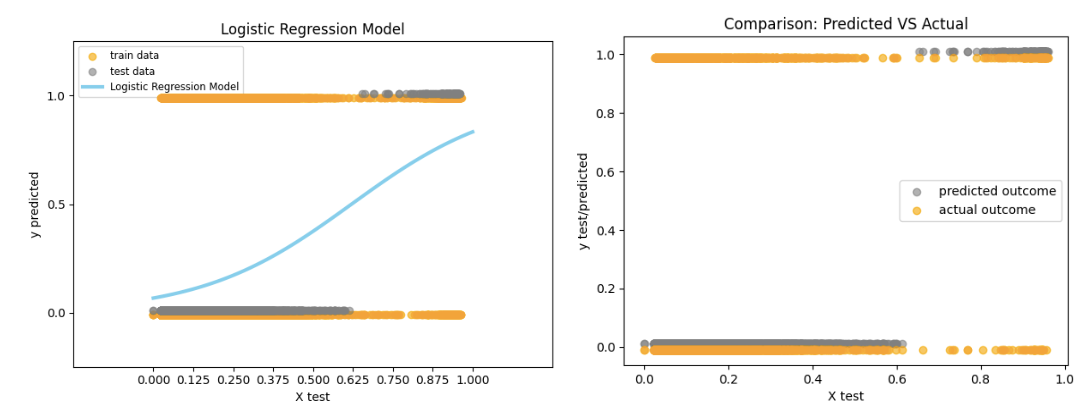 Logistic Regression Model
train data
test data
Logistic Regression Model
1.0
0.5
0.0
y predicted
0.000 0.125 0.250 0.375 0.500 0.625 0.750 0.875 1.000
X test
Comparison: Predicted VS Actual
1.0
0.8
0.6
0.4
0.2
0.0
y test/predicted
predicted outcome
actual outcome
0.0 0.2 0.4 0.6 0.8 1.0
X test